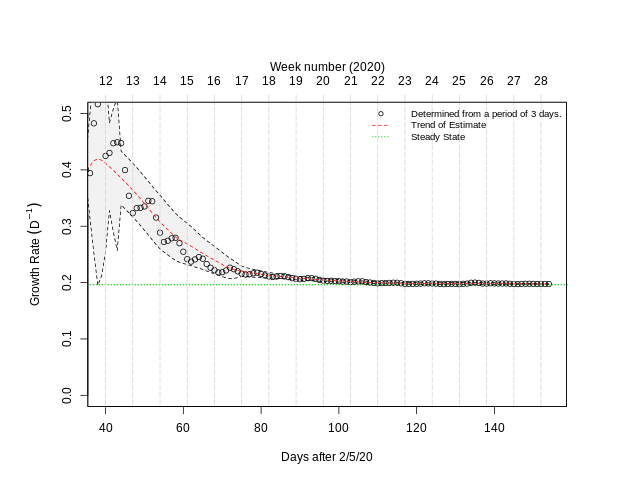 Week number (2020)
12 13 14 15 16 17 18 19 20 21 22 23 24 25 26 27 28
Determined from a period of 3 days.
Trend of Estimate
Steady State
Growth Rate (D⁻¹)
0.5
0.4
0.3
0.2
0.1
0.0
40 60 80 100 120 140
Days after 2/5/20